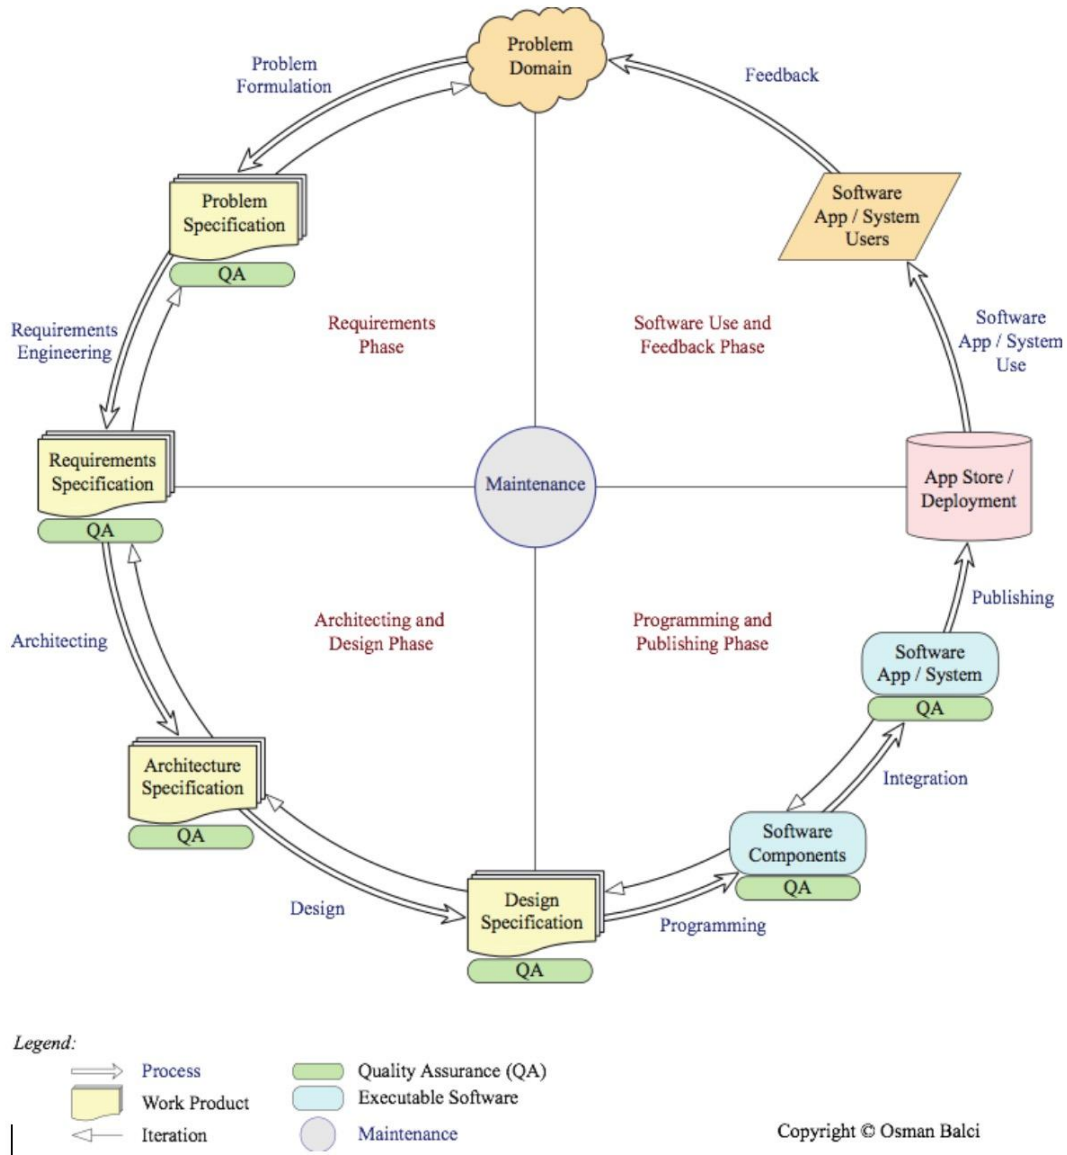 Problem
Domain
Problem
Formulation
Feedback
Problem
Specification
QA
Software
App / System
Users
Requirements
Engineering
Requirements
Phase
Software Use and
Feedback Phase
Software
App / System
Use
Requirements
Specification
QA
Maintenance
App Store /
Deployment
Architecting
Architecting and
Design Phase
Programming and
Publishing Phase
Publishing
Software
App / System
QA
Architecture
Specification
QA
Integration
Software
Components
QA
Design
Design
Specification
QA
Programming
Legend:
Process
Quality Assurance (QA)
Work Product
Executable Software
Iteration
Maintenance
Copyright © Osman Balci